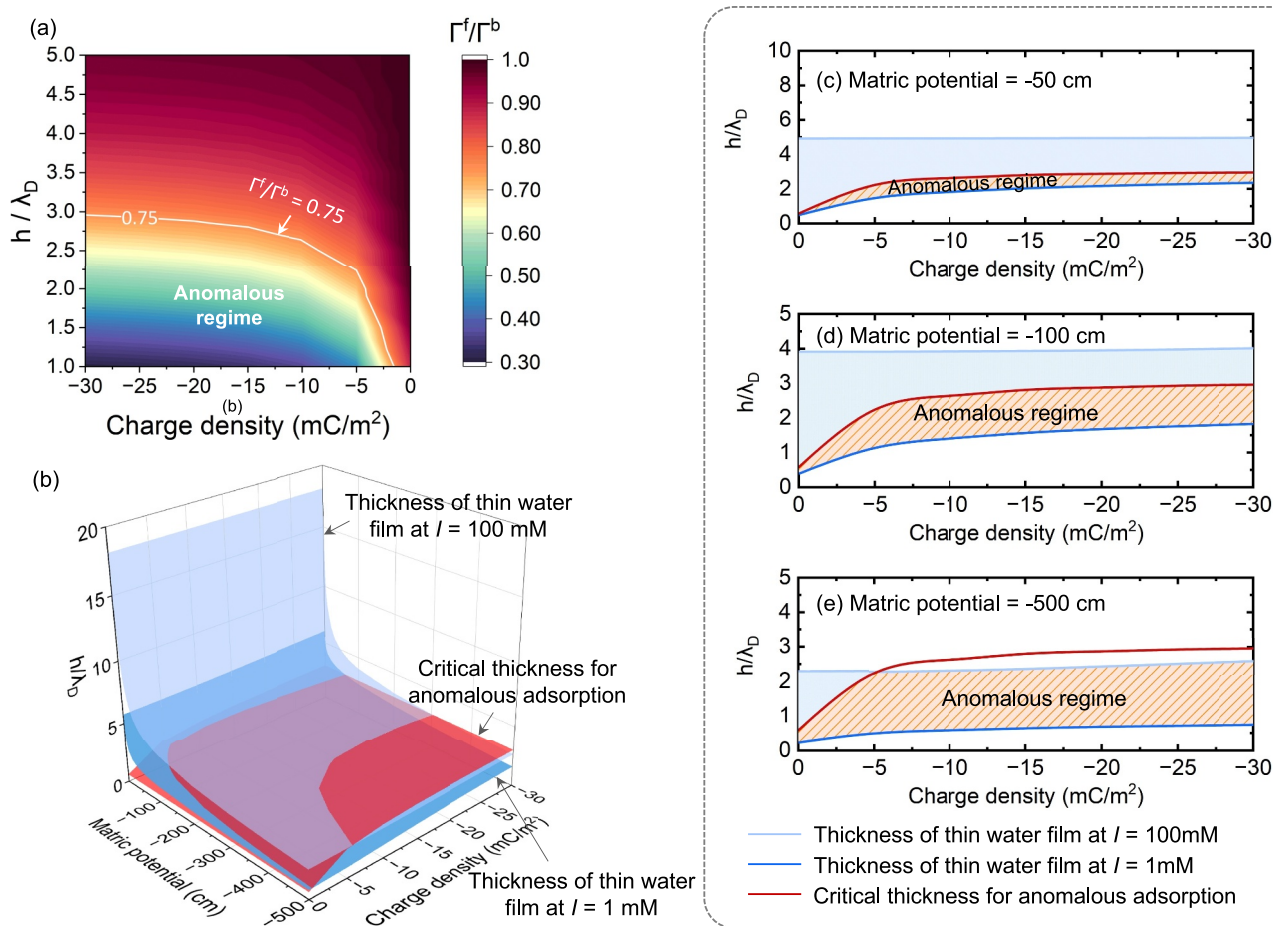 (a)
Γᶠ/Γᵇ
5.0
4.5
4.0
3.5
3.0
2.5
2.0
1.5
1.0
h / λ_D
0.75
Γᶠ/Γᵇ = 0.75
Anomalous
regime
−30 −25 −20 −15 −10 −5 0
(b)
Charge density (mC/m²)
1.0
0.90
0.80
0.70
0.60
0.50
0.40
0.30
(b)
Thickness of thin water
film at I = 100 mM
Critical thickness for
anomalous adsorption
Thickness of thin water
film at I = 1 mM
20
15
10
5
0
h/λ_D
−100
−200
−300
−400
−500
Matric potential (cm)
0
−5
−10
−15
−20
−25
−30
Charge density (mC/m²)
(c) Matric potential = -50 cm
10
8
6
4
2
0
h/λ_D
Anomalous regime
0 −5 −10 −15 −20 −25 −30
Charge density (mC/m²)
(d) Matric potential = -100 cm
5
4
3
2
1
0
h/λ_D
Anomalous regime
0 −5 −10 −15 −20 −25 −30
Charge density (mC/m²)
(e) Matric potential = -500 cm
5
4
3
2
1
0
h/λ_D
Anomalous regime
0 −5 −10 −15 −20 −25 −30
Charge density (mC/m²)
Thickness of thin water film at I = 100mM
Thickness of thin water film at I = 1mM
Critical thickness for anomalous adsorption